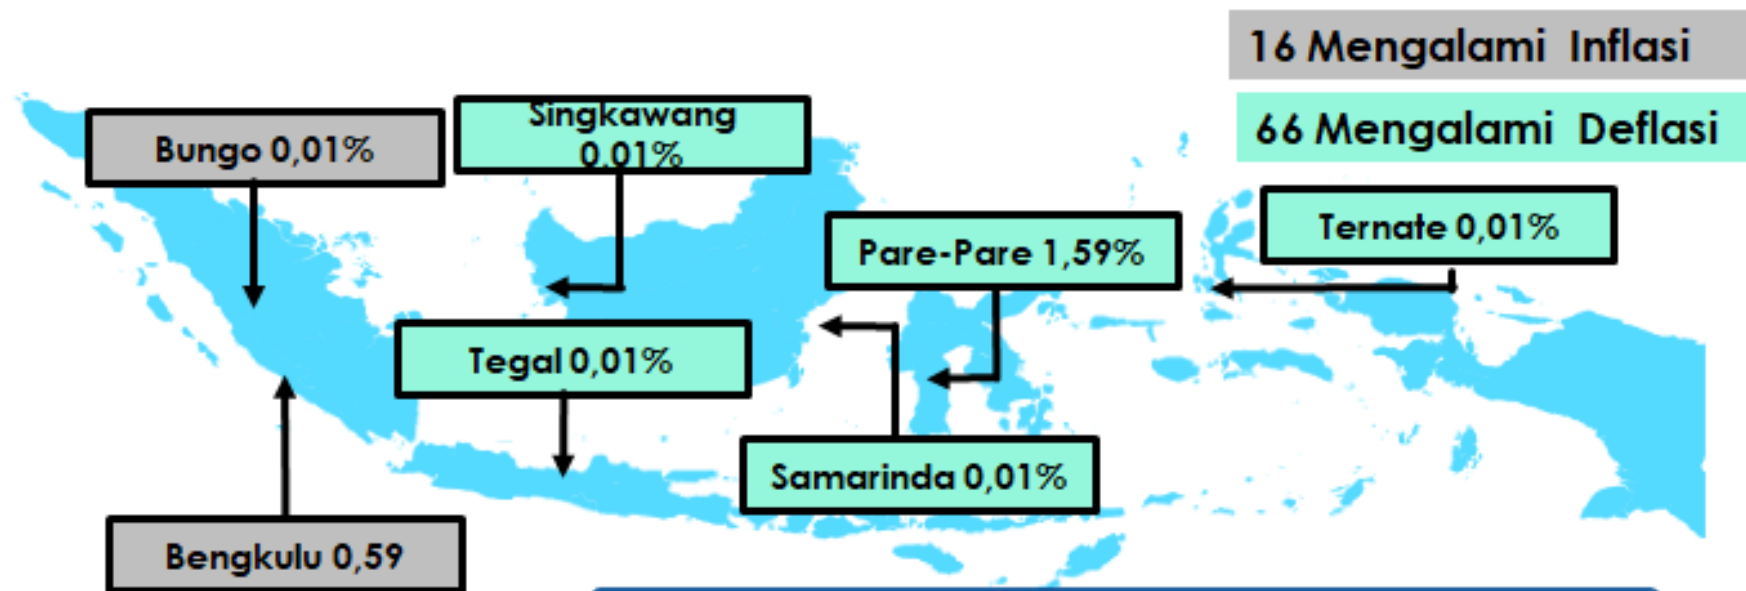 16 Mengalami Inflasi
66 Mengalami Deflasi
Bungo 0,01%
Singkawang
0,01%
Pare-Pare 1,59%
Ternate 0,01%
Tegal 0,01%
Samarinda 0,01%
Bengkulu 0,59